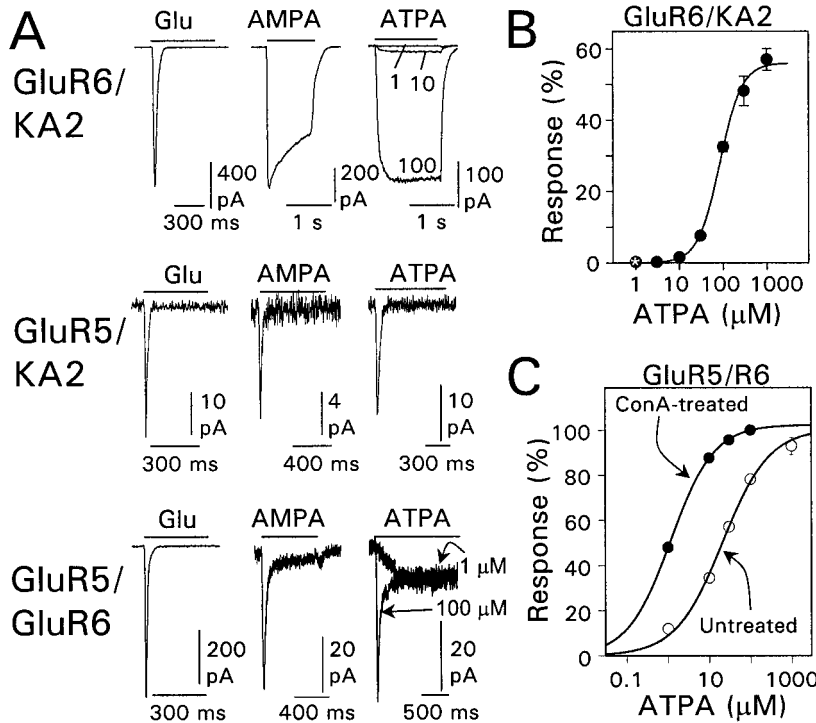 A
Glu AMPA ATPA
GluR6/
KA2
1 10
100
400
pA
200
pA
100
pA
300 ms 1 s 1 s
Glu AMPA ATPA
GluR5/
KA2
10
pA
4
pA
10
pA
300 ms 400 ms 300 ms
Glu AMPA ATPA
GluR5/
GluR6
1 μM
100 μM
200
pA
20
pA
20
pA
300 ms 400 ms 500 ms
B
GluR6/KA2
Response (%)
60
40
20
0
1 10 100 1000
ATPA (μM)
C
GluR5/R6
ConA-treated
Response (%)
100
80
60
40
20
0
Untreated
0.1 10 1000
ATPA (μM)